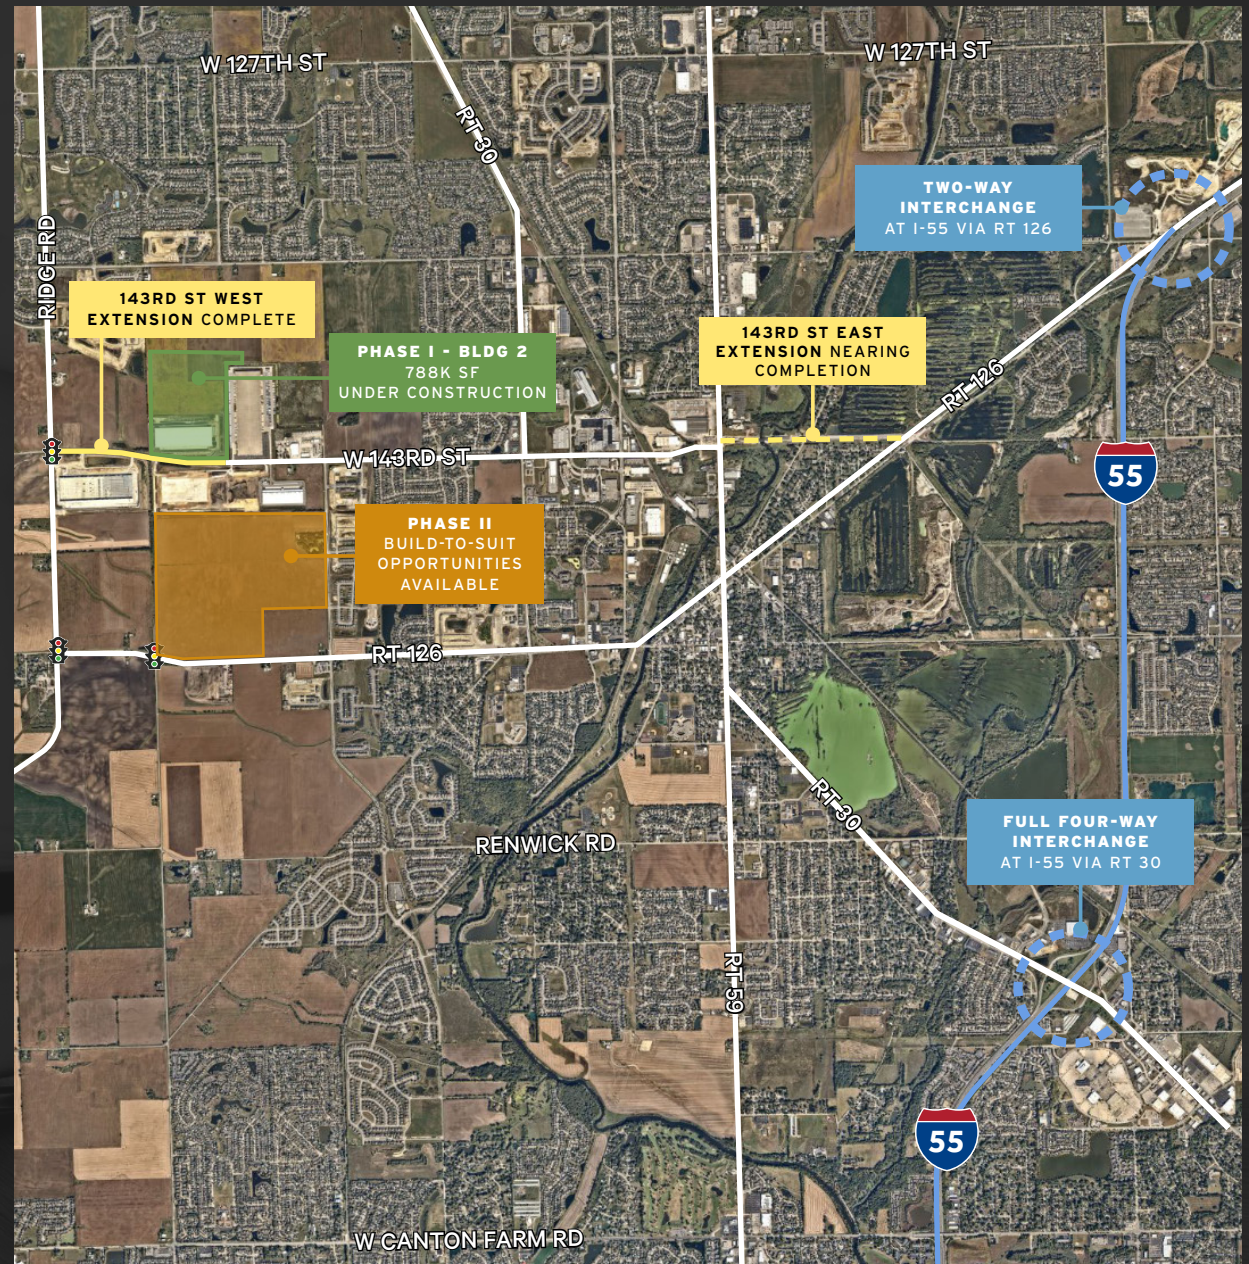 W 127TH ST
W 127TH ST
RT 30
TWO-WAY
INTERCHANGE
AT I-55 VIA RT 126
RIDGE RD
143RD ST WEST
EXTENSION COMPLETE
PHASE I - BLDG 2
788K SF
UNDER CONSTRUCTION
143RD ST EAST
EXTENSION NEARING
COMPLETION
RT 126
W 143RD ST
55
PHASE II
BUILD-TO-SUIT
OPPORTUNITIES
AVAILABLE
RT 126
RT 30
RENWICK RD
FULL FOUR-WAY
INTERCHANGE
AT I-55 VIA RT 30
RT 59
55
W CANTON FARM RD